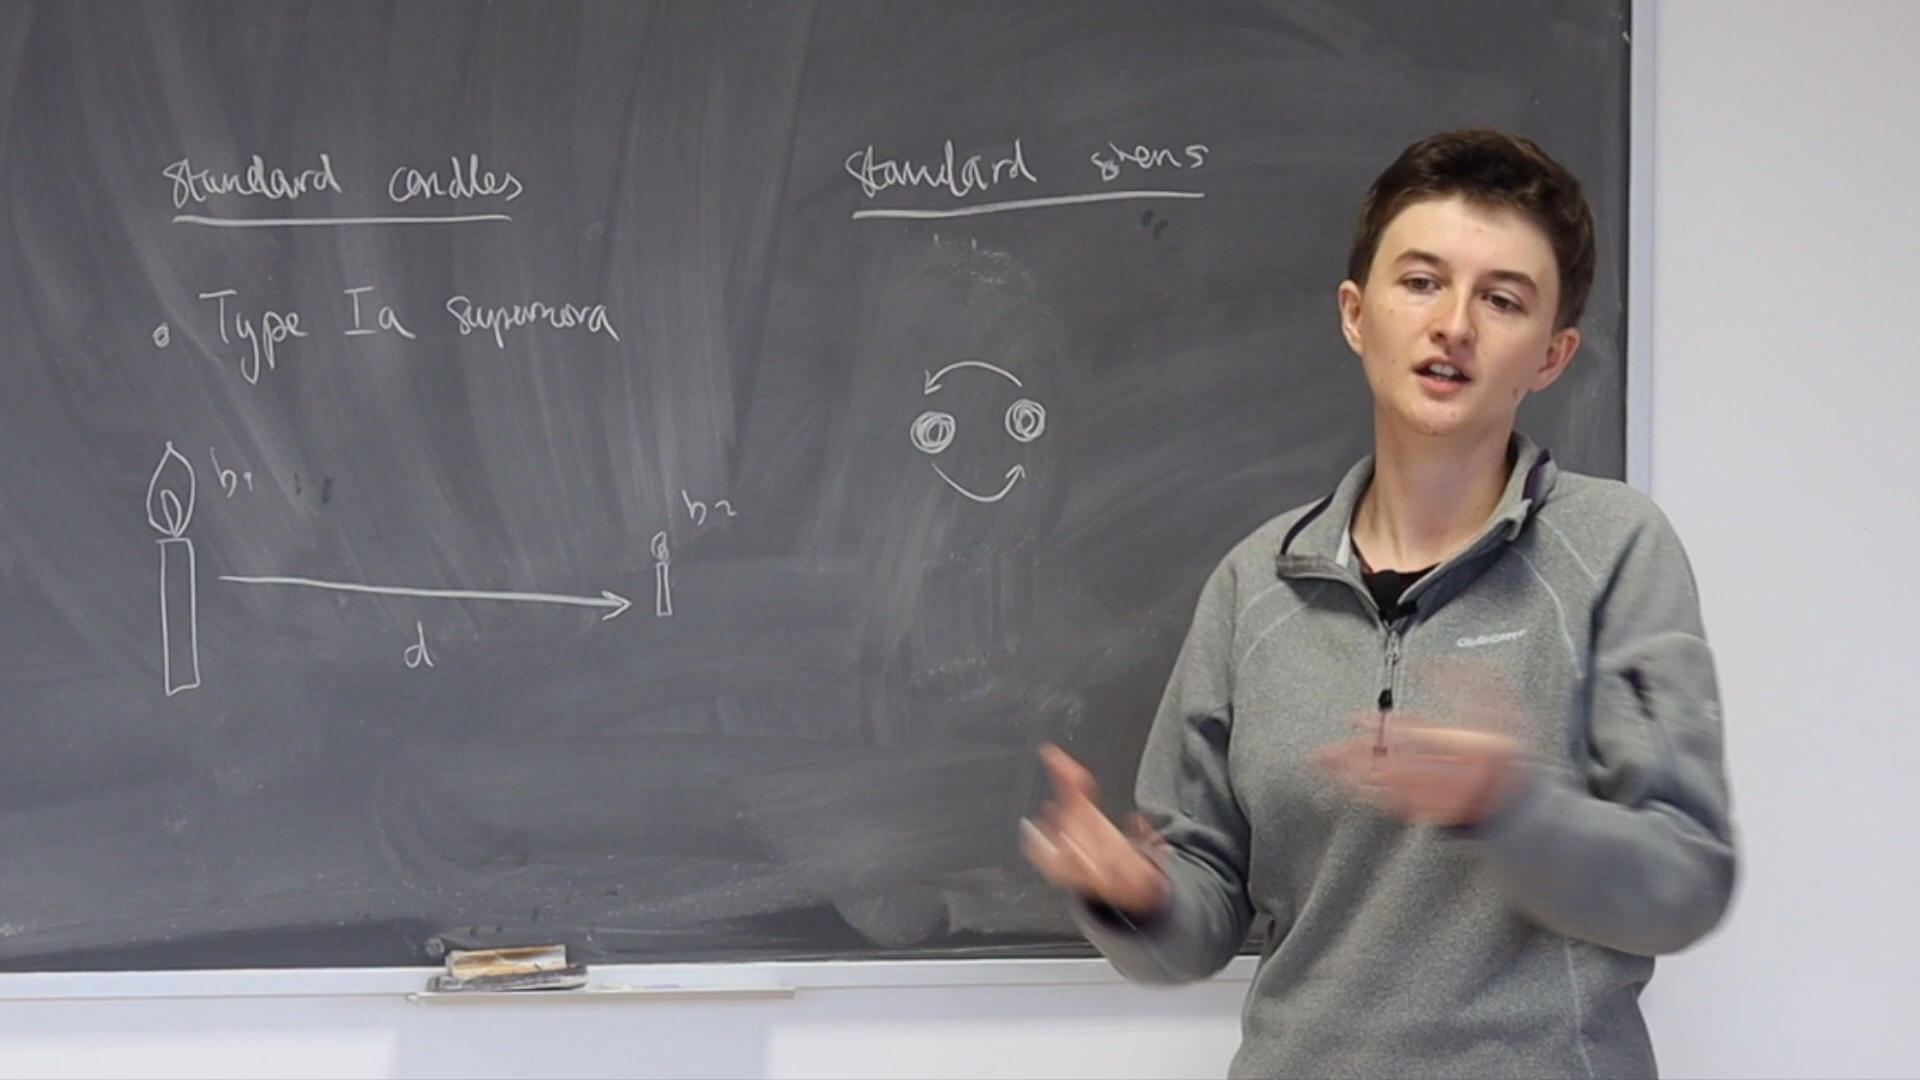 Standard candles
• Type Ia supernova
b1
b2
d
Standard sirens